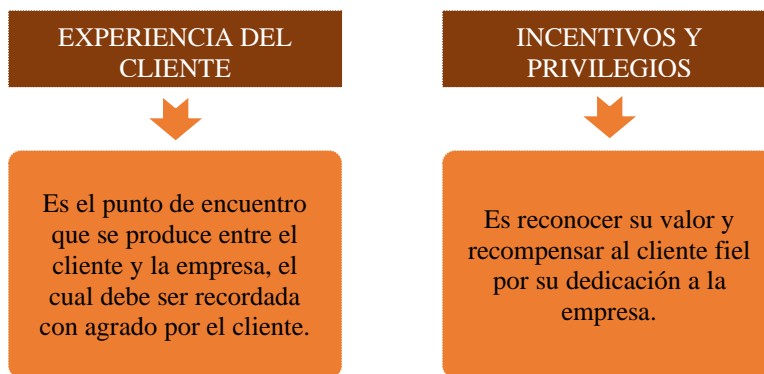 EXPERIENCIA DEL
CLIENTE
Es el punto de encuentro
que se produce entre el
cliente y la empresa, el
cual debe ser recordada
con agrado por el cliente.
INCENTIVOS Y
PRIVILEGIOS
Es reconocer su valor y
recompensar al cliente fiel
por su dedicación a la
empresa.